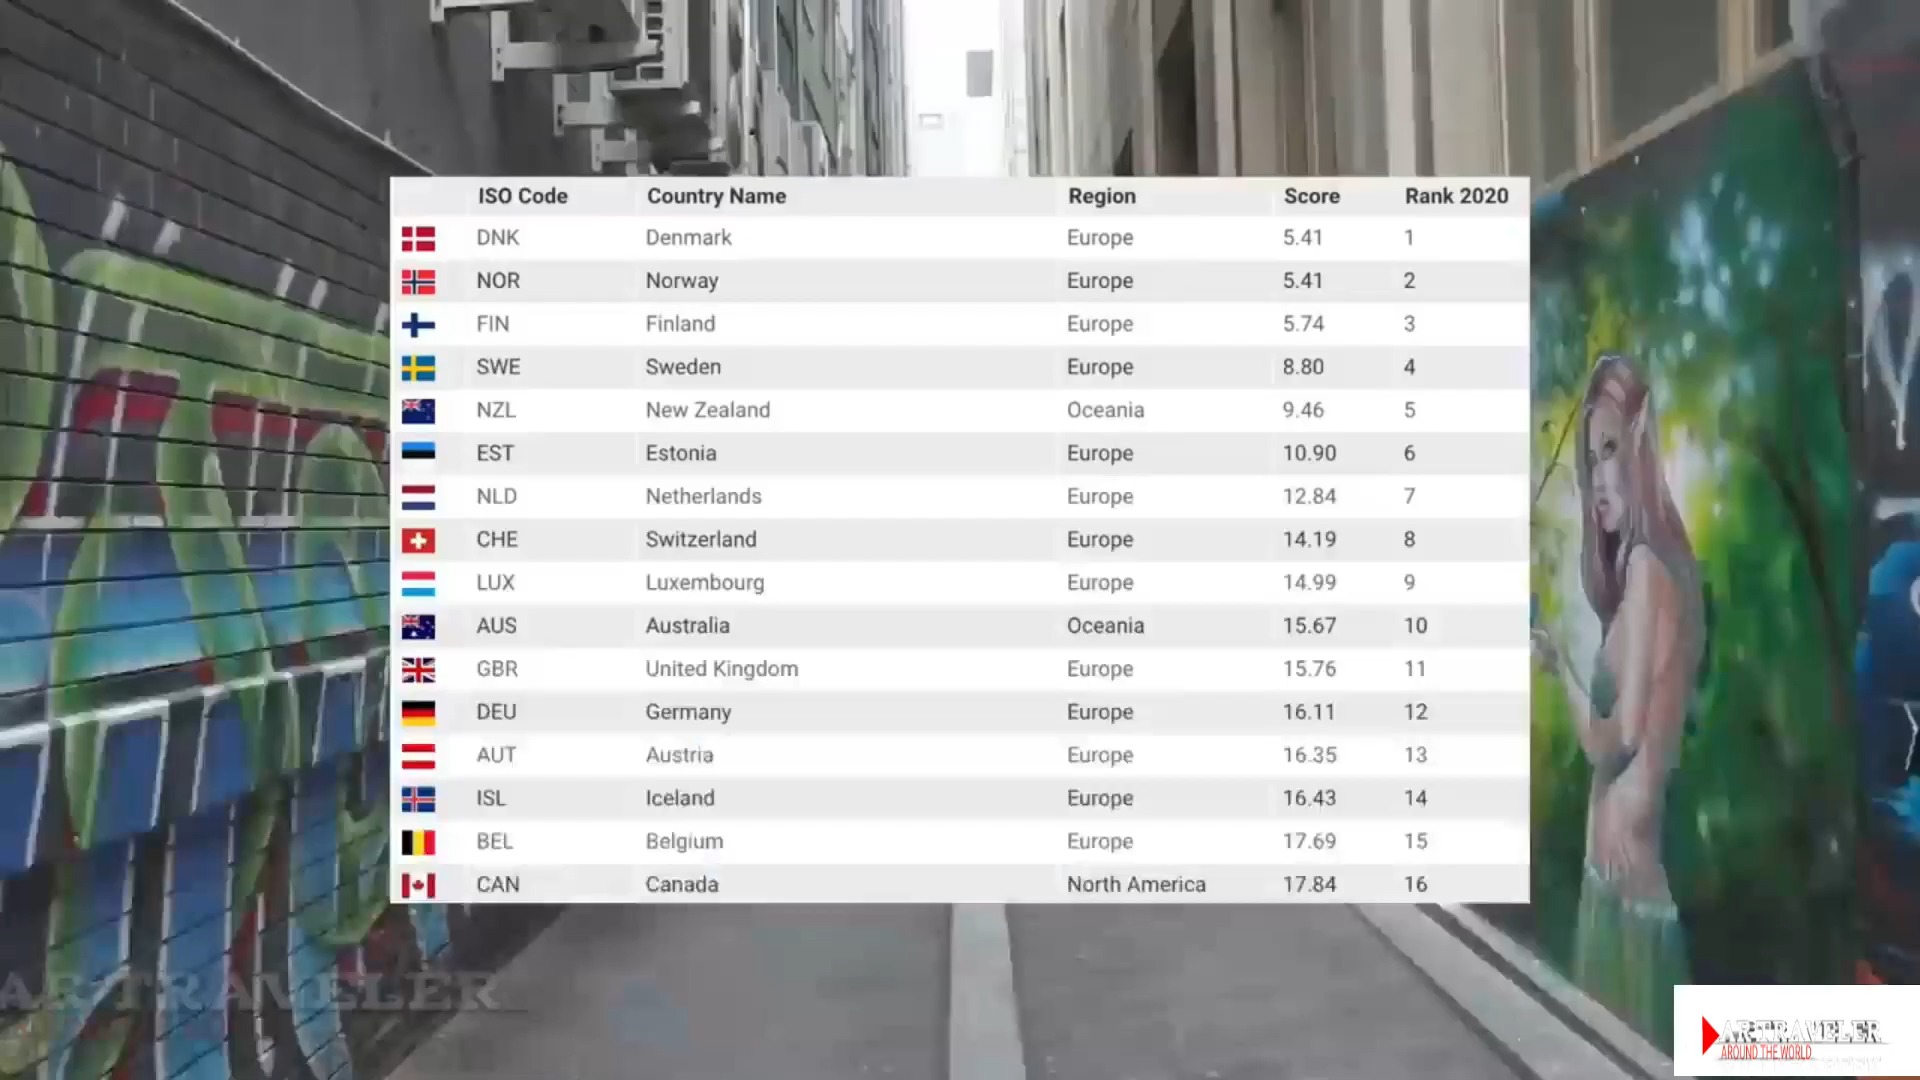 ISO Code Country Name Region Score Rank 2020
DNK Denmark Europe 5.41 1
NOR Norway Europe 5.41 2
FIN Finland Europe 5.74 3
SWE Sweden Europe 8.80 4
NZL New Zealand Oceania 9.46 5
EST Estonia Europe 10.90 6
NLD Netherlands Europe 12.84 7
CHE Switzerland Europe 14.19 8
LUX Luxembourg Europe 14.99 9
AUS Australia Oceania 15.67 10
GBR United Kingdom Europe 15.76 11
DEU Germany Europe 16.11 12
AUT Austria Europe 16.35 13
ISL Iceland Europe 16.43 14
BEL Belgium Europe 17.69 15
CAN Canada North America 17.84 16
ARTRAVELER
ARTRAVELER
AROUND THE WORLD